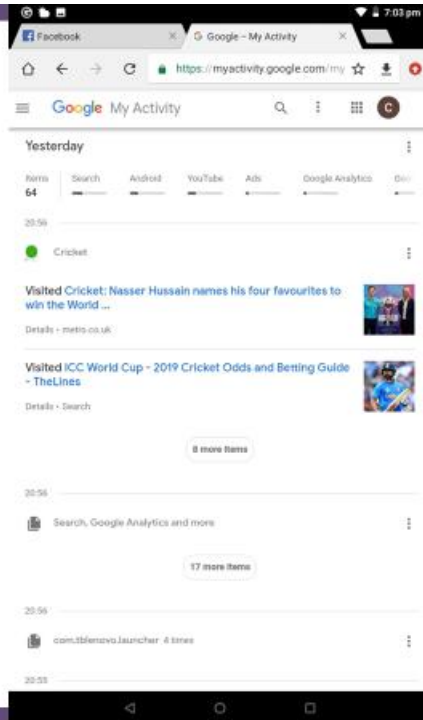 7:03 pm
Facebook
G Google - My Activity
https://myactivity.google.com/my
Google My Activity
C
Yesterday
Items Search Android YouTube Ads Google Analytics Goo
64
20:56
Cricket
Visited Cricket: Nasser Hussain names his four favourites to
win the World ...
Details • metro.co.uk
Visited ICC World Cup - 2019 Cricket Odds and Betting Guide
- TheLines
Details • Search
8 more items
20:56
Search, Google Analytics and more
17 more items
20:56
com.tblenovo.launcher 4 times
20:55